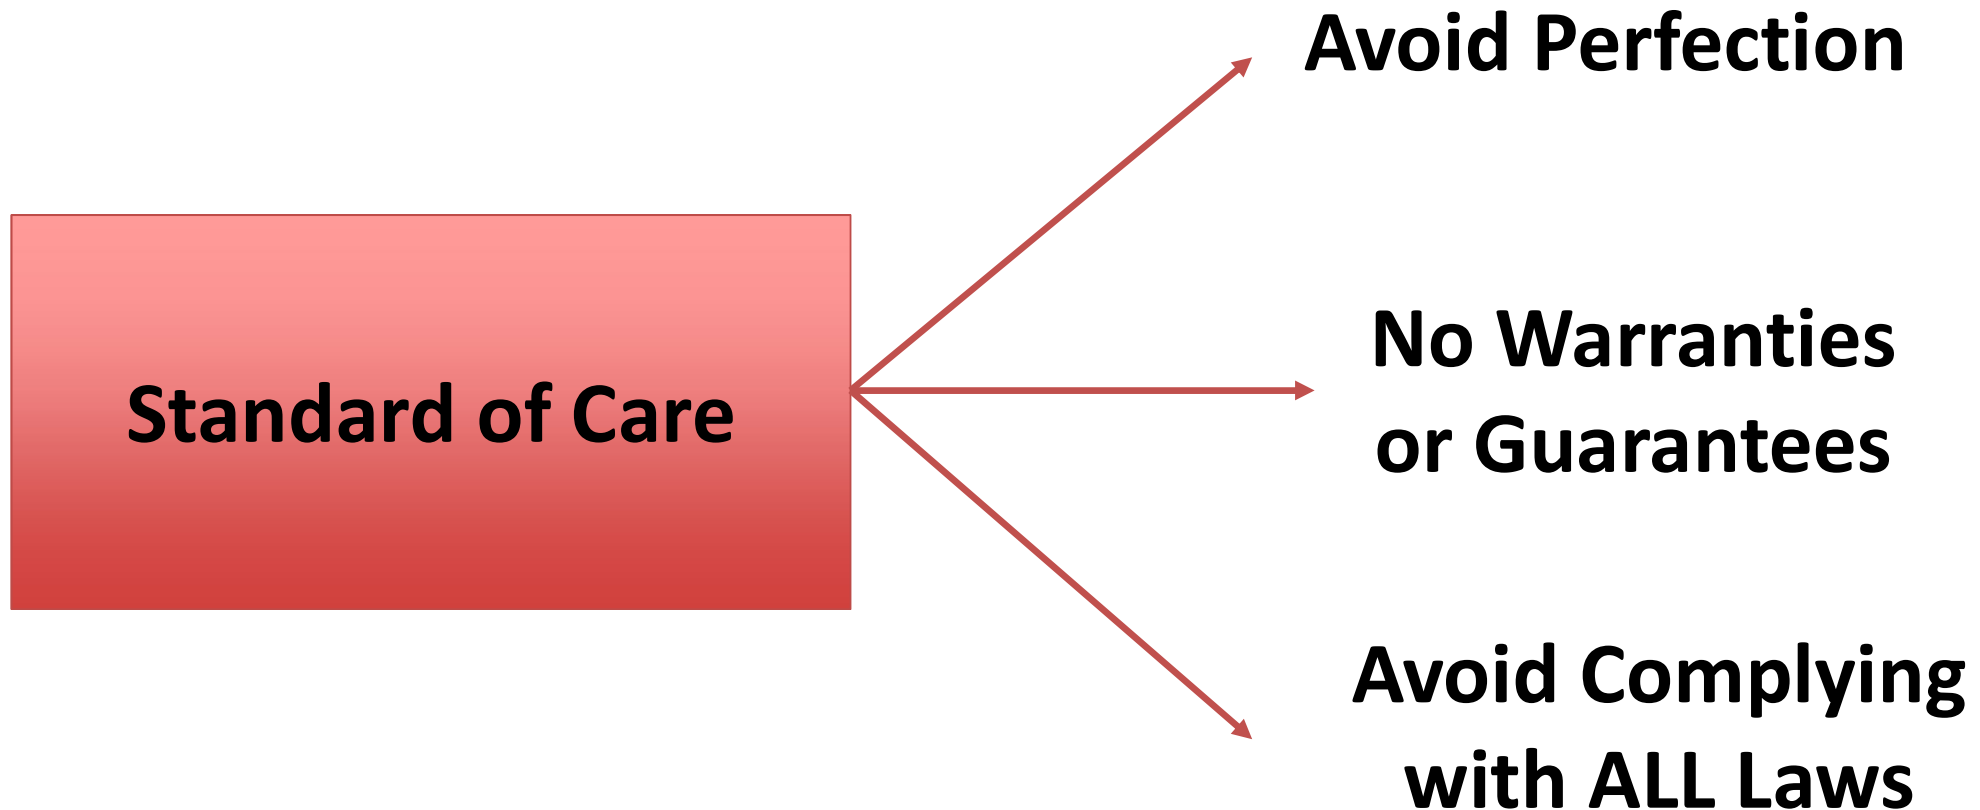 Standard of Care
Avoid Perfection
No Warranties
or Guarantees
Avoid Complying
with ALL Laws